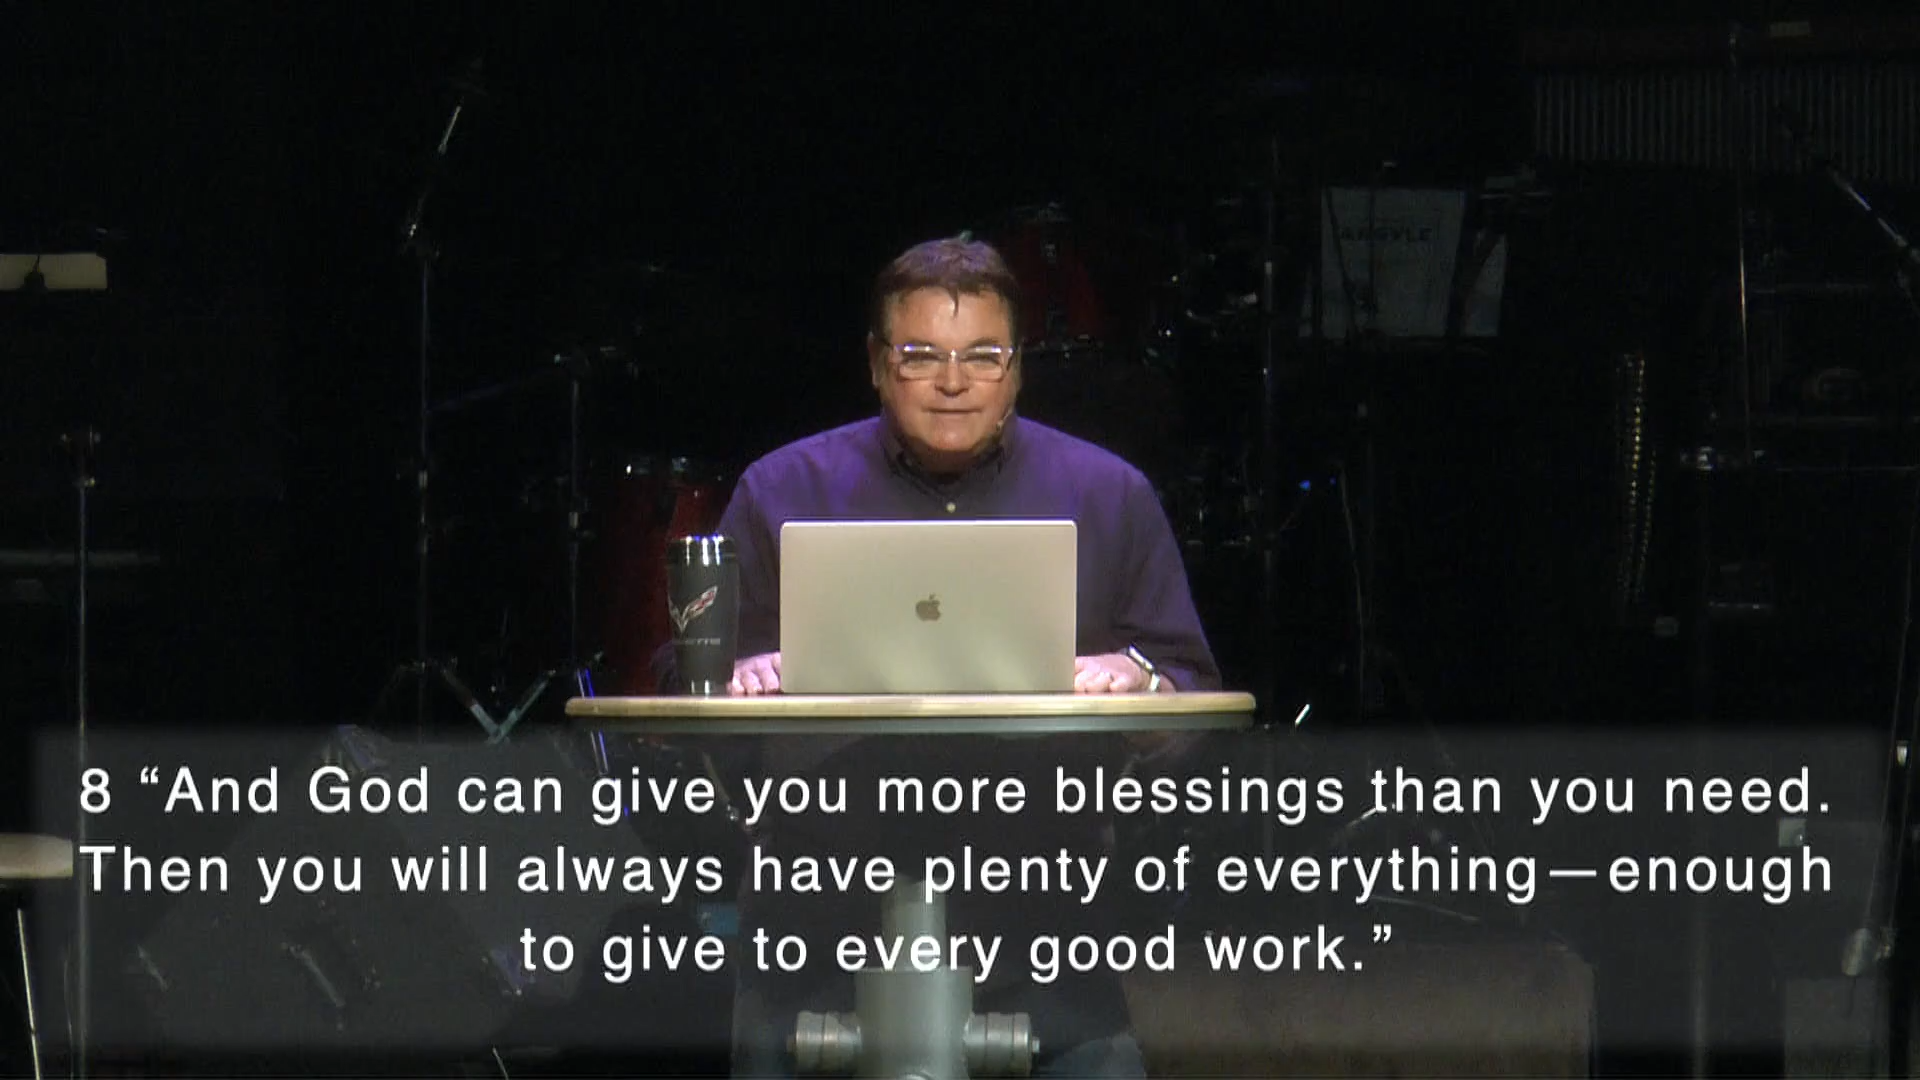 ARGYLE
8 “And God can give you more blessings than you need.
Then you will always have plenty of everything—enough
to give to every good work.”